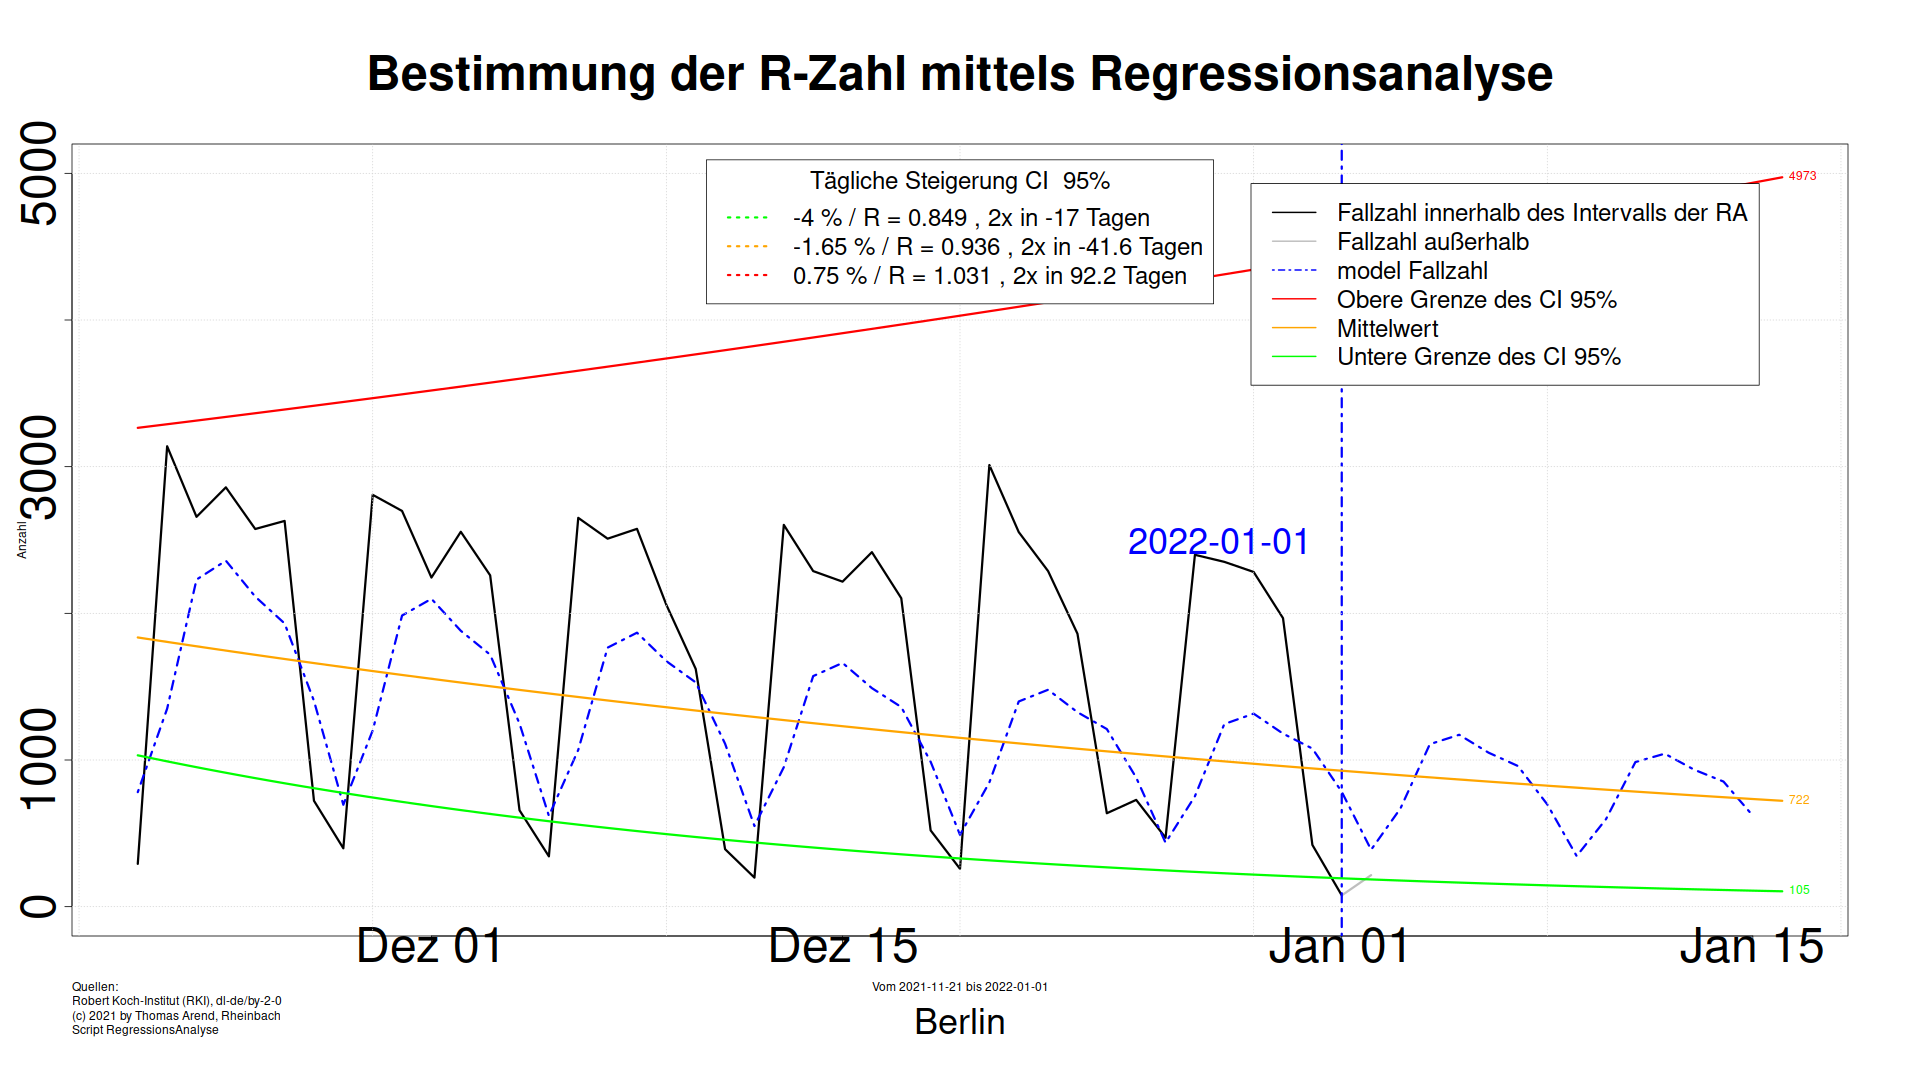 Bestimmung der R-Zahl mittels Regressionsanalyse
Tägliche Steigerung CI  95%
-4 % / R = 0.849 , 2x in -17 Tagen
-1.65 % / R = 0.936 , 2x in -41.6 Tagen
0.75 % / R = 1.031 , 2x in 92.2 Tagen
Fallzahl innerhalb des Intervalls der RA
Fallzahl außerhalb
model Fallzahl
Obere Grenze des CI 95%
Mittelwert
Untere Grenze des CI 95%
4973
722
105
2022-01-01
Anzahl
5000
3000
1000
0
Dez 01
Dez 15
Jan 01
Jan 15
Vom 2021-11-21 bis 2022-01-01
Berlin
Quellen:
Robert Koch-Institut (RKI), dl-de/by-2-0
(c) 2021 by Thomas Arend, Rheinbach
Script RegressionsAnalyse